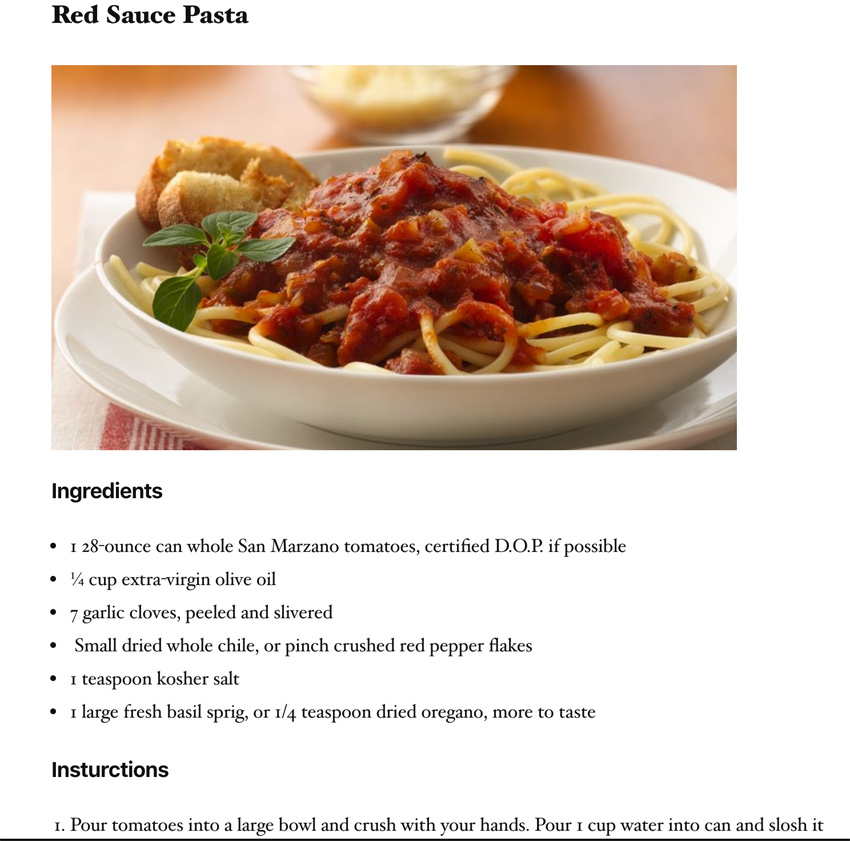 Red Sauce Pasta
Ingredients
• 1 28-ounce can whole San Marzano tomatoes, certified D.O.P. if possible
• ¼ cup extra-virgin olive oil
• 7 garlic cloves, peeled and slivered
• Small dried whole chile, or pinch crushed red pepper flakes
• 1 teaspoon kosher salt
• 1 large fresh basil sprig, or 1/4 teaspoon dried oregano, more to taste
Insturctions
1. Pour tomatoes into a large bowl and crush with your hands. Pour 1 cup water into can and slosh it